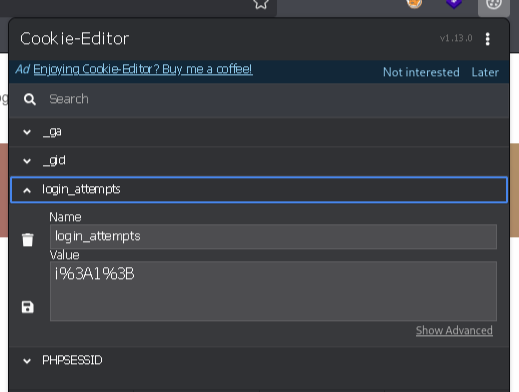 Cookie-Editor
v1.13.0
Ad Enjoying Cookie-Editor? Buy me a coffee!
Not interested Later
Search
_ga
_gid
login_attempts
Name
login_attempts
Value
i%3A1%3B
Show Advanced
PHPSESSID